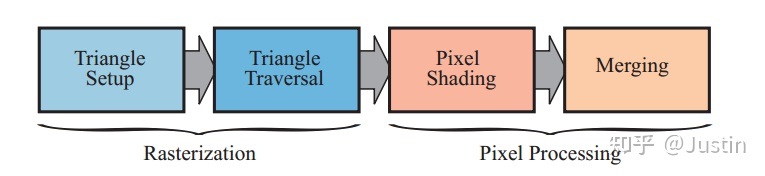 Triangle
Setup
Triangle
Traversal
Pixel
Shading
Merging
Rasterization
Pixel Processing
知乎 @Justin